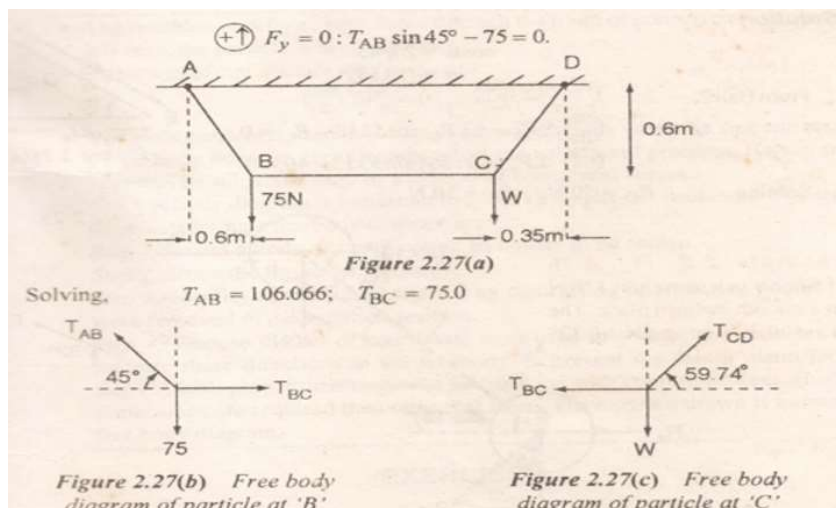 (+↑) F_y = 0 : T_AB sin 45° – 75 = 0.
A D
0.6m
B C
75N W
0.6m 0.35m
Figure 2.27(a)
Solving, T_AB = 106.066; T_BC = 75.0
T_AB T_CD
45° T_BC T_BC 59.74°
75 W
Figure 2.27(b) Free body Figure 2.27(c) Free body
diagram of particle at 'B' diagram of particle at 'C'